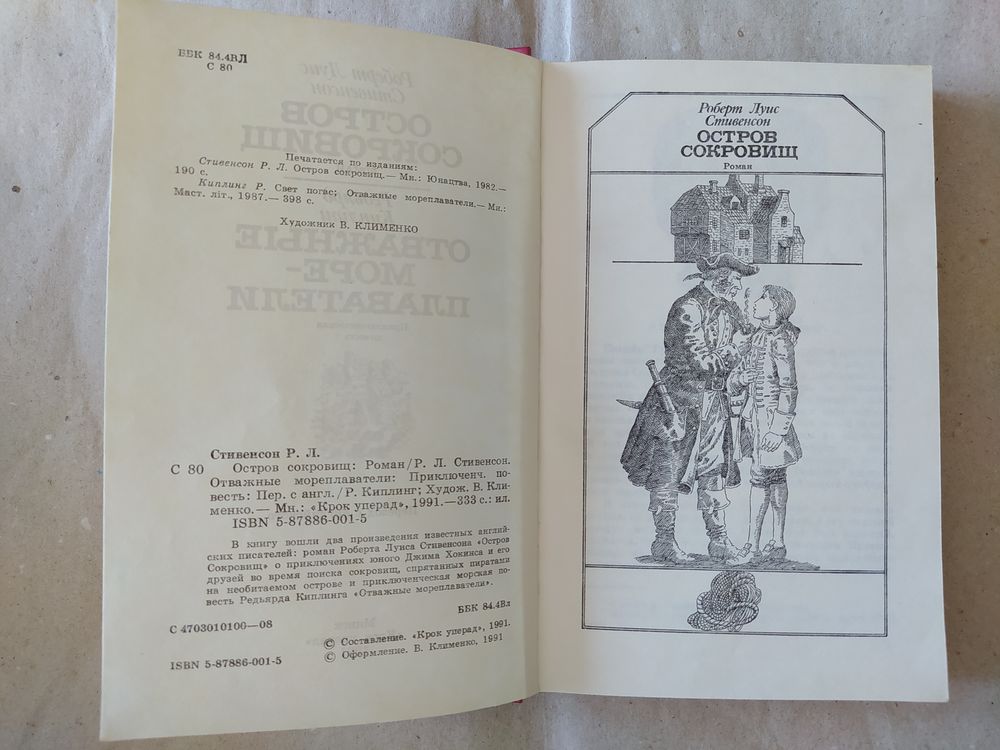 ББК 84.4ВЛ
С 80
Печатается по изданиям:
Стивенсон Р. Л. Остров сокровищ.— Мн.: Юнацтва, 1982.—
190 с.
Киплинг Р. Свет погас; Отважные мореплаватели.— Мн.:
Маст. літ., 1987.— 398 с.
Художник В. КЛИМЕНКО
Стивенсон Р. Л.
С 80 Остров сокровищ: Роман/Р. Л. Стивенсон.
Отважные мореплаватели: Приключенч. по-
весть: Пер. с англ./Р. Киплинг; Худож. В. Кли-
менко.— Мн.: «Крок уперад», 1991.—333 с.: ил.
ISBN 5-87886-001-5
В книгу вошли два произведения известных англий-
ских писателей: роман Роберта Луиса Стивенсона «Остров
Сокровищ» о приключениях юного Джима Хокинса и его
друзей во время поиска сокровищ, спрятанных пиратами
на необитаемом острове и приключенческая морская по-
весть Редьярда Киплинга «Отважные мореплаватели».
С 4703010100—08
ББК 84.4Вл
ISBN 5-87886-001-5
© Составление. «Крок уперад», 1991.
© Оформление. В. Клименко, 1991
Роберт Луис
Стивенсон
ОСТРОВ
СОКРОВИЩ
Роман